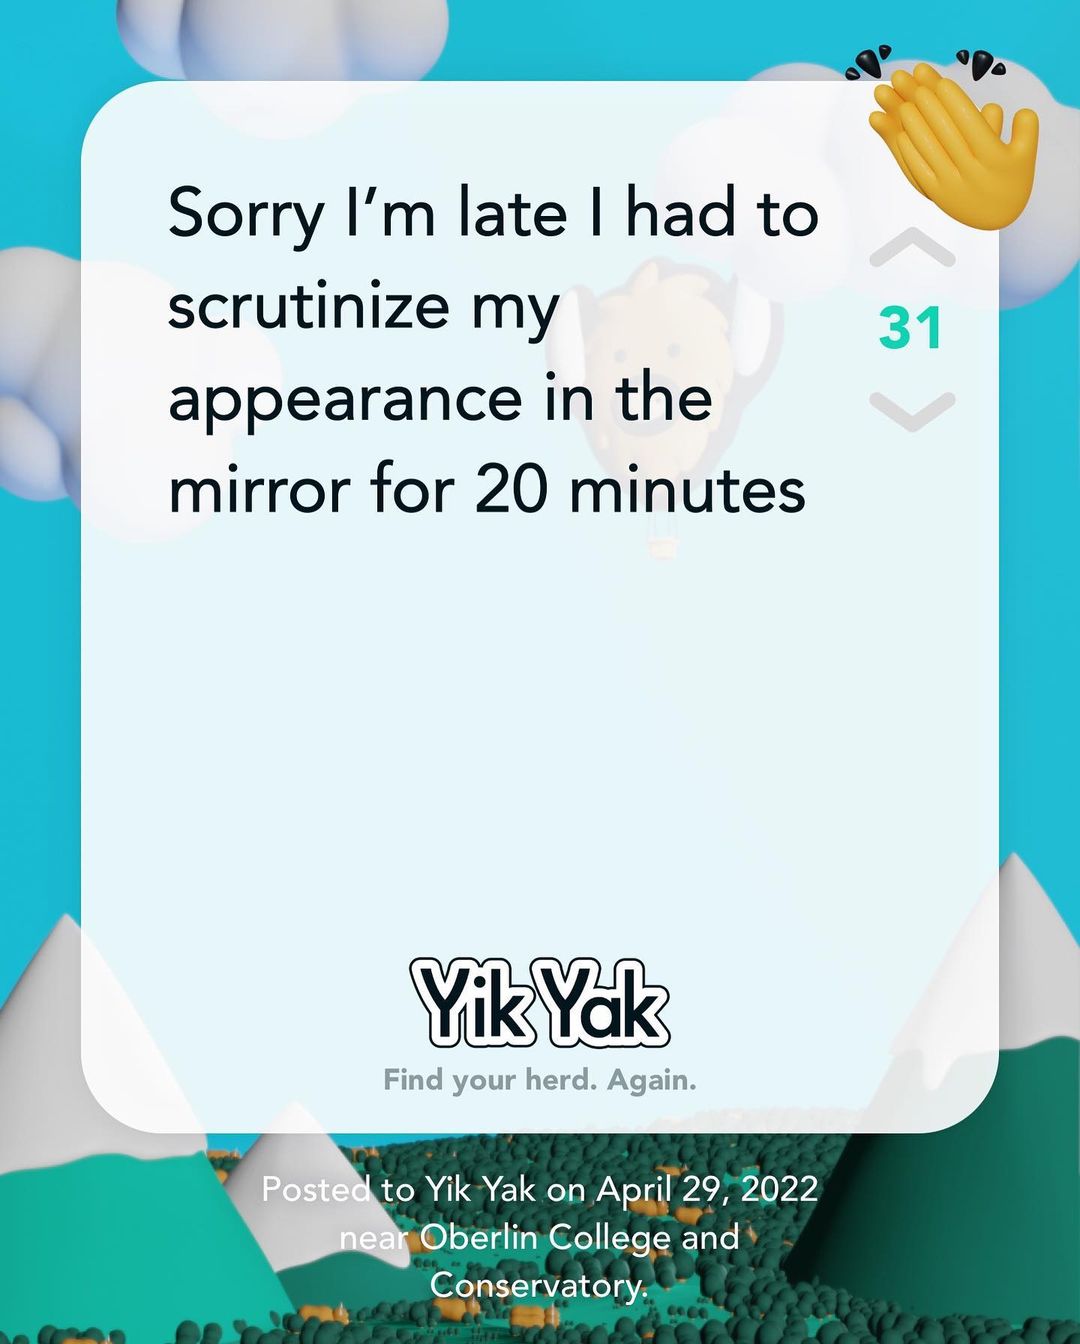 Sorry I’m late I had to
scrutinize my
appearance in the
mirror for 20 minutes
31
Yik Yak
Find your herd. Again.
Posted to Yik Yak on April 29, 2022
near Oberlin College and
Conservatory.